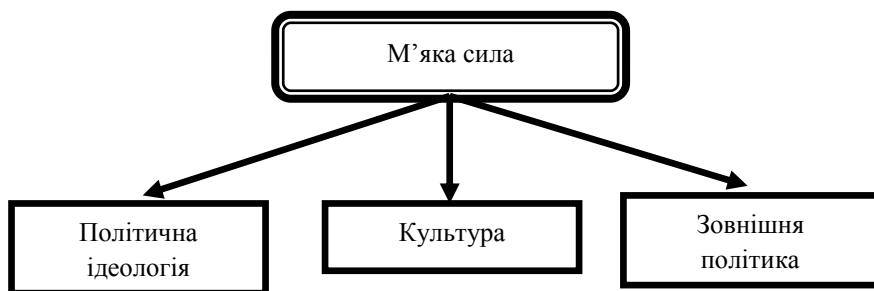 М’яка сила
Політична
ідеологія
Культура
Зовнішня
політика